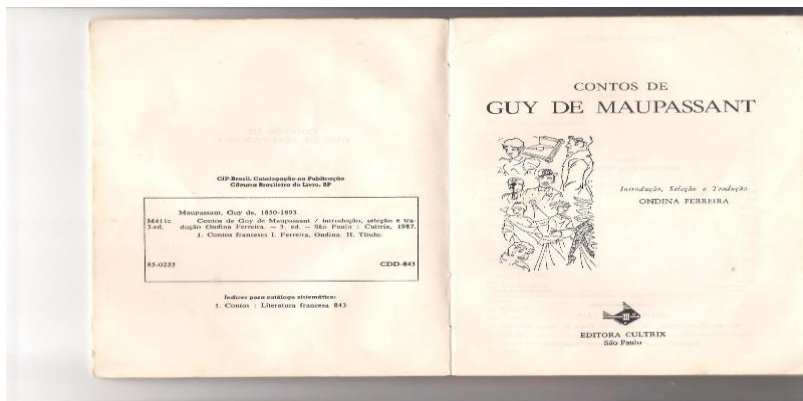 CIP-Brasil. Catalogação na Publicação
Câmara Brasileira do Livro, SP
Maupassant, Guy de, 1850-1893.
M411c Contos de Guy de Maupassant / introdução, seleção e tra-
3.ed. dução Ondina Ferreira. — 3. ed. — São Paulo : Cultrix, 1987.
1. Contos franceses I. Ferreira, Ondina. II. Título.
85-0255 CDD-843
Índices para catálogo sistemático:
1. Contos : Literatura francesa 843
CONTOS DE
GUY DE MAUPASSANT
Introdução, Seleção e Tradução
ONDINA FERREIRA
EDITORA CULTRIX
São Paulo